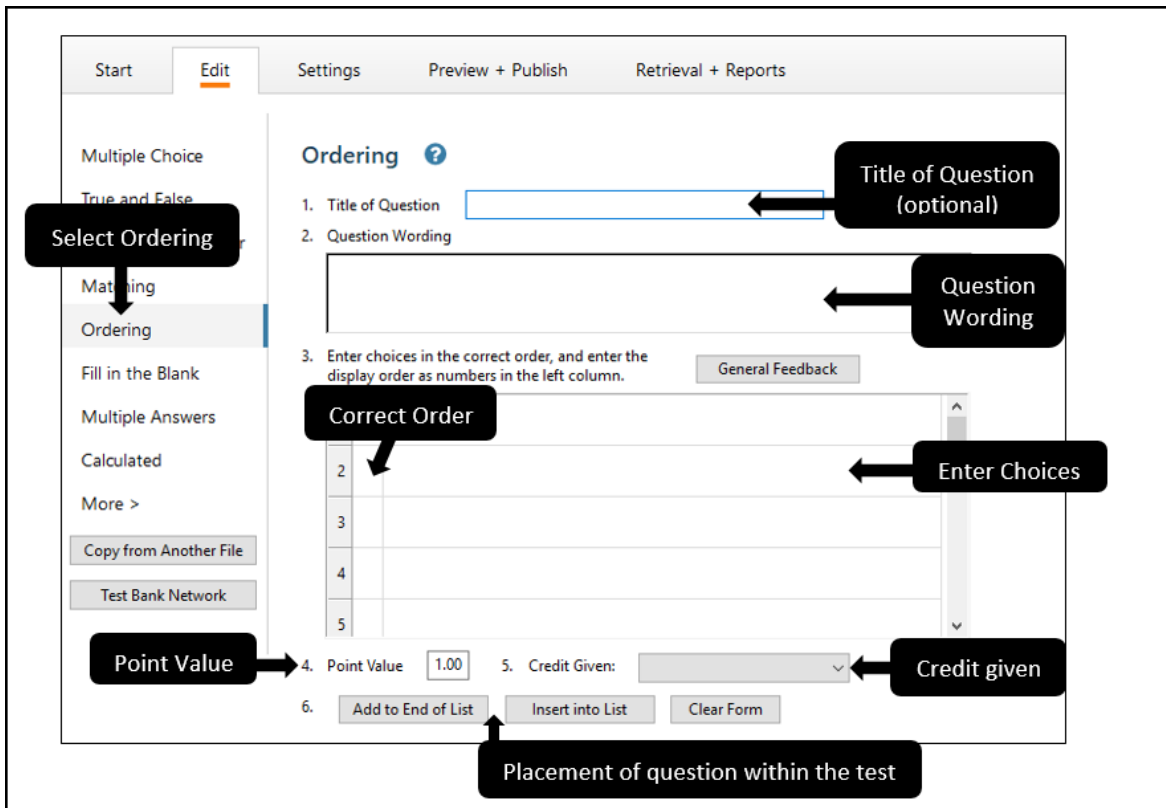 Start Edit Settings Preview + Publish Retrieval + Reports
Multiple Choice
True and False
Select Ordering
Matching
Ordering
Fill in the Blank
Multiple Answers
Calculated
More >
Copy from Another File
Test Bank Network
Ordering ?
1. Title of Question
Title of Question
(optional)
2. Question Wording
Question
Wording
3. Enter choices in the correct order, and enter the
display order as numbers in the left column.
General Feedback
Correct Order
2
Enter Choices
3
4
5
Point Value
4. Point Value 1.00 5. Credit Given:
Credit given
6. Add to End of List Insert into List Clear Form
Placement of question within the test